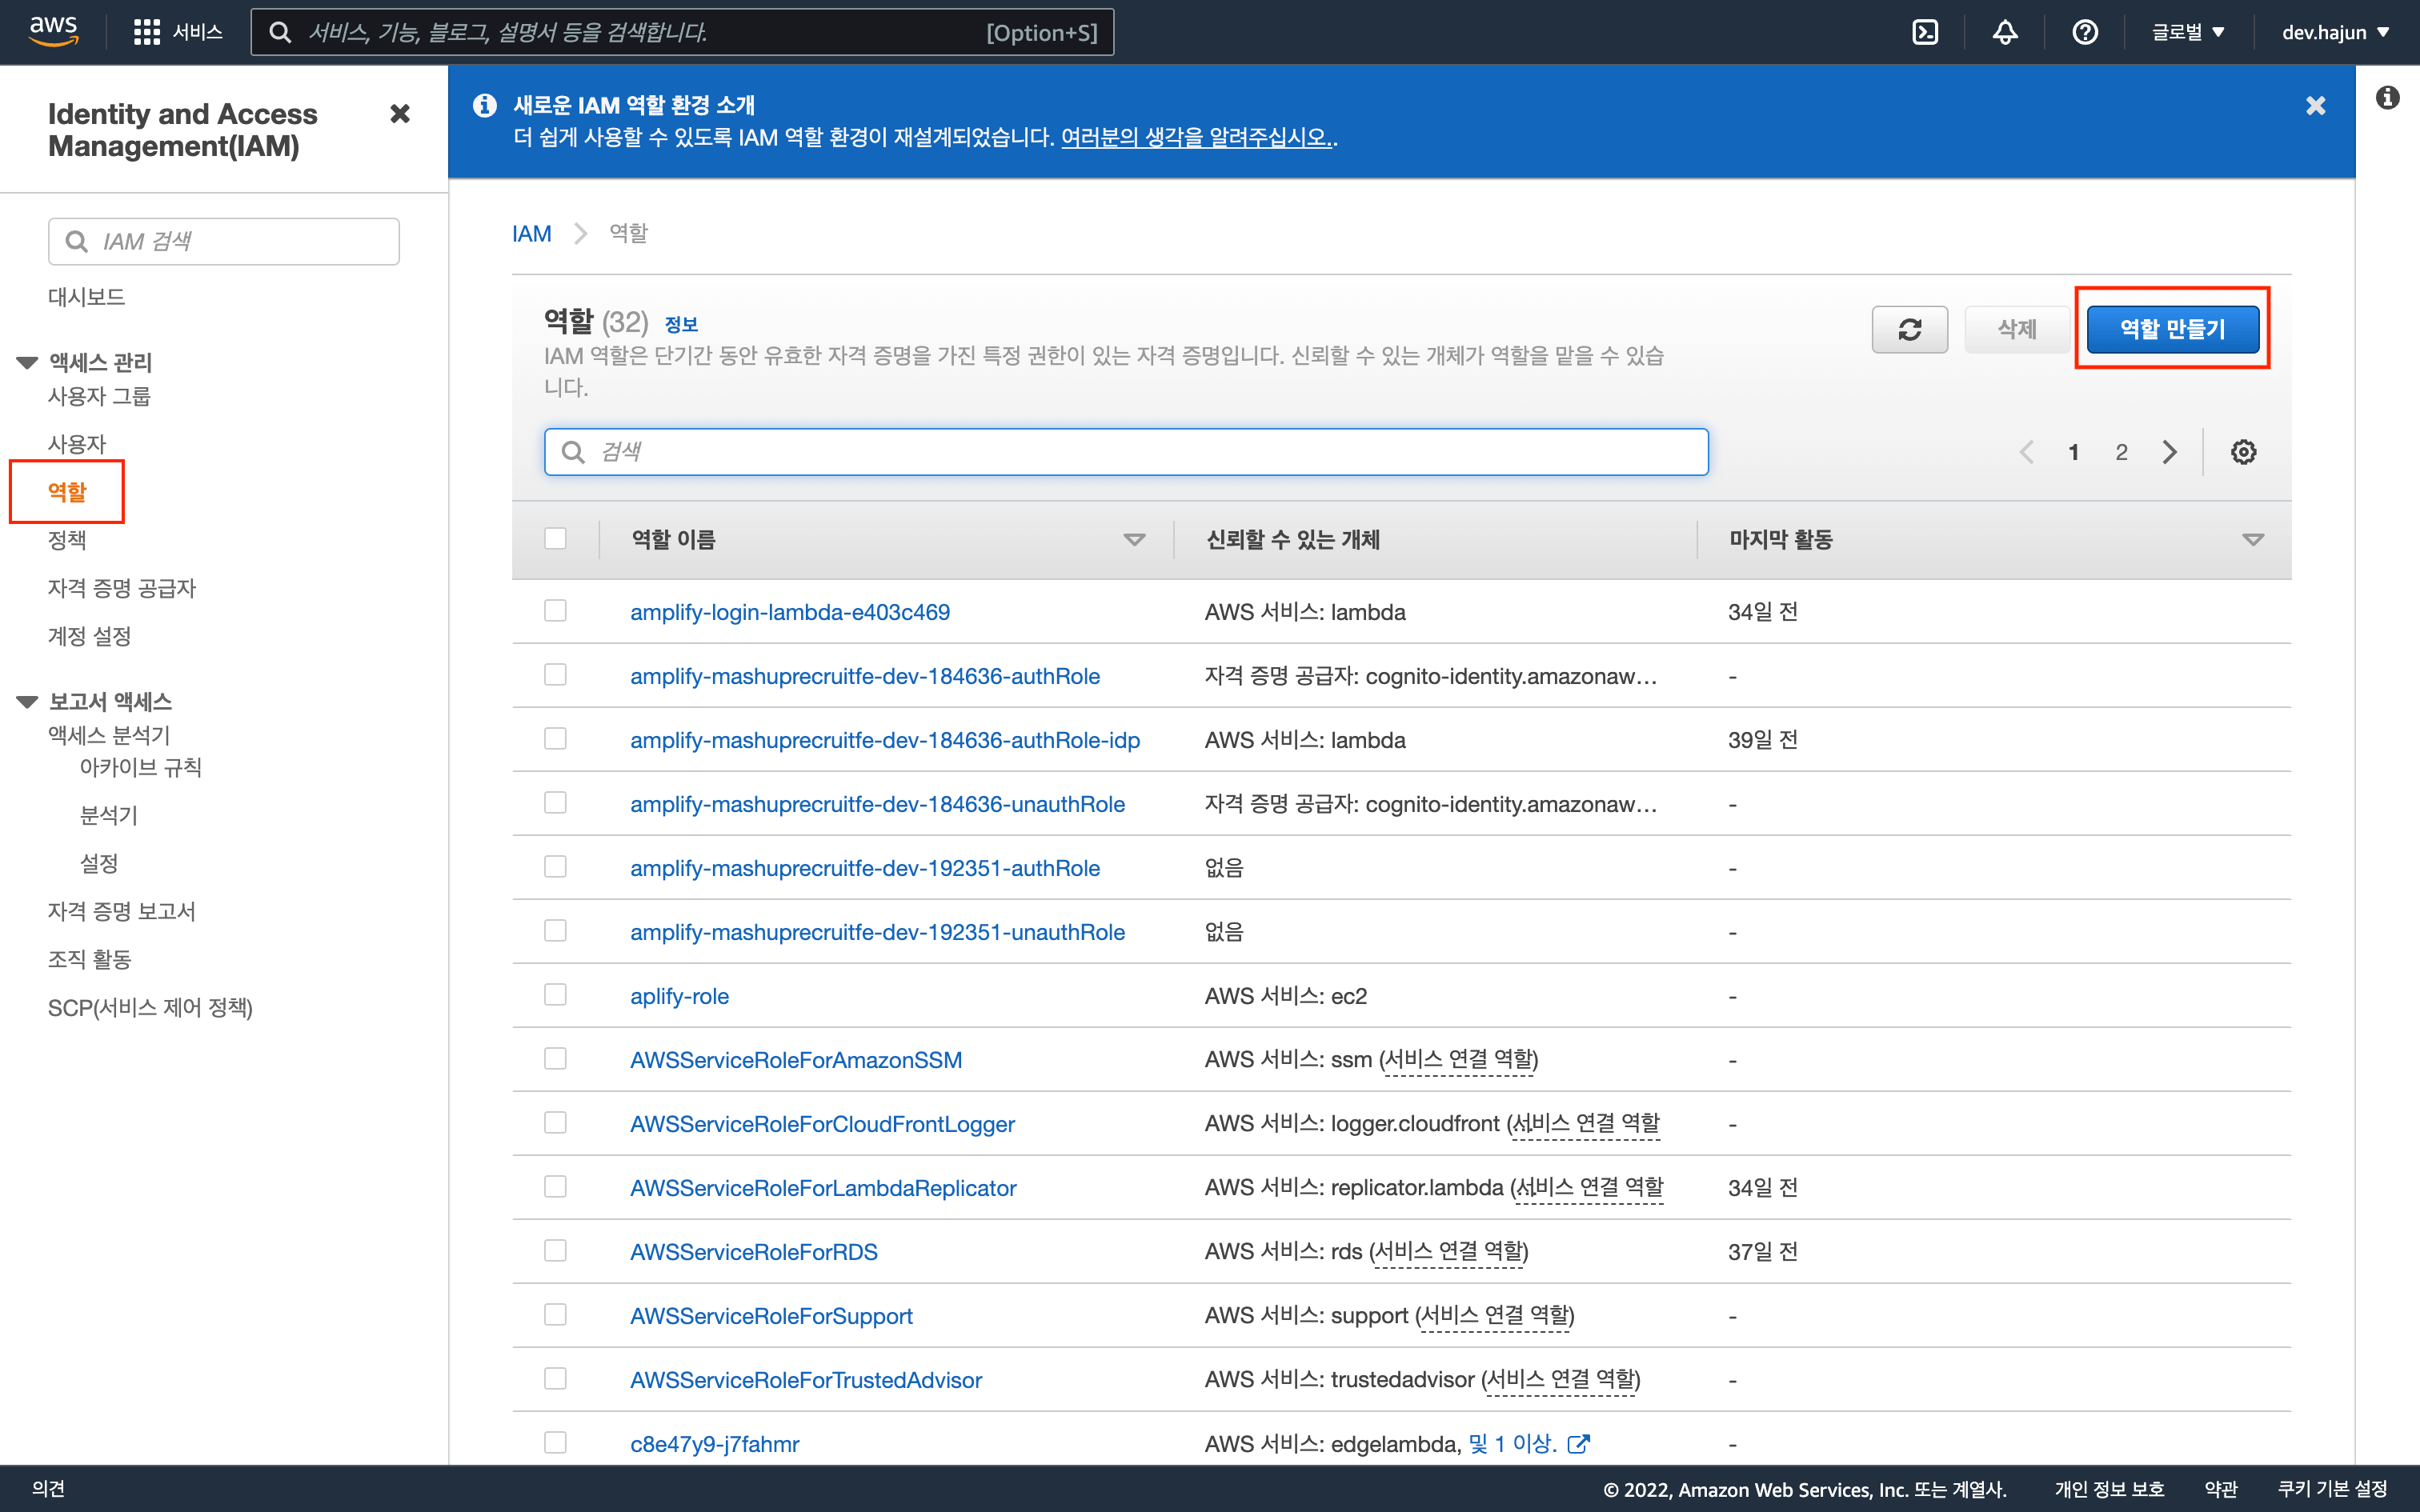 aws
서비스
서비스, 기능, 블로그, 설명서 등을 검색합니다.
[Option+S]
글로벌
dev.hajun
Identity and Access
Management(IAM)
IAM 검색
대시보드
액세스 관리
사용자 그룹
사용자
역할
정책
자격 증명 공급자
계정 설정
보고서 액세스
액세스 분석기
아카이브 규칙
분석기
설정
자격 증명 보고서
조직 활동
SCP(서비스 제어 정책)
새로운 IAM 역할 환경 소개
더 쉽게 사용할 수 있도록 IAM 역할 환경이 재설계되었습니다. 여러분의 생각을 알려주십시오..
IAM
역할
역할 (32) 정보
IAM 역할은 단기간 동안 유효한 자격 증명을 가진 특정 권한이 있는 자격 증명입니다. 신뢰할 수 있는 개체가 역할을 맡을 수 있습
니다.
삭제
역할 만들기
검색
1 2
역할 이름 신뢰할 수 있는 개체 마지막 활동
amplify-login-lambda-e403c469 AWS 서비스: lambda 34일 전
amplify-mashuprecruitfe-dev-184636-authRole 자격 증명 공급자: cognito-identity.amazonaw... -
amplify-mashuprecruitfe-dev-184636-authRole-idp AWS 서비스: lambda 39일 전
amplify-mashuprecruitfe-dev-184636-unauthRole 자격 증명 공급자: cognito-identity.amazonaw... -
amplify-mashuprecruitfe-dev-192351-authRole 없음 -
amplify-mashuprecruitfe-dev-192351-unauthRole 없음 -
aplify-role AWS 서비스: ec2 -
AWSServiceRoleForAmazonSSM AWS 서비스: ssm (서비스 연결 역할) -
AWSServiceRoleForCloudFrontLogger AWS 서비스: logger.cloudfront (서비스 연결 역할 -
AWSServiceRoleForLambdaReplicator AWS 서비스: replicator.lambda (서비스 연결 역할 34일 전
AWSServiceRoleForRDS AWS 서비스: rds (서비스 연결 역할) 37일 전
AWSServiceRoleForSupport AWS 서비스: support (서비스 연결 역할) -
AWSServiceRoleForTrustedAdvisor AWS 서비스: trustedadvisor (서비스 연결 역할) -
c8e47y9-j7fahmr AWS 서비스: edgelambda, 및 1 이상. -
의견
© 2022, Amazon Web Services, Inc. 또는 계열사.
개인 정보 보호
약관
쿠키 기본 설정